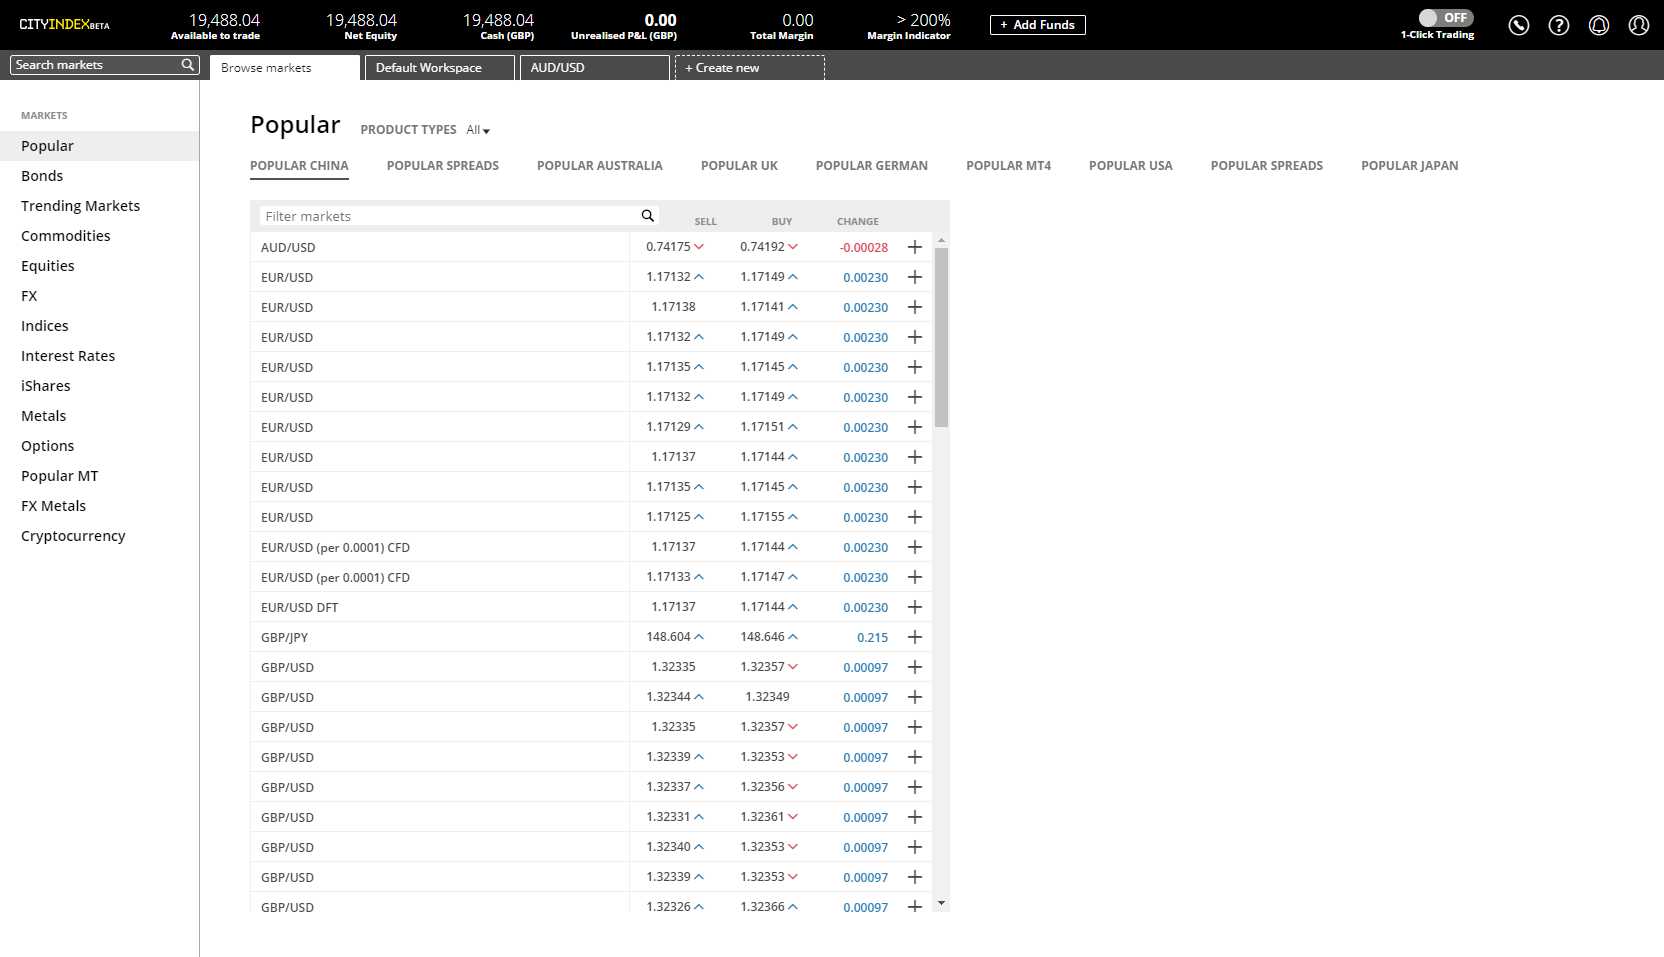 CITYINDEXBETA
19,488.04
Available to trade
19,488.04
Net Equity
19,488.04
Cash (GBP)
0.00
Unrealised P&L (GBP)
0.00
Total Margin
> 200%
Margin Indicator
+ Add Funds
OFF
1-Click Trading
Search markets
Browse markets
Default Workspace
AUD/USD
+ Create new
MARKETS
Popular
Bonds
Trending Markets
Commodities
Equities
FX
Indices
Interest Rates
iShares
Metals
Options
Popular MT
FX Metals
Cryptocurrency
Popular PRODUCT TYPES All
POPULAR CHINA POPULAR SPREADS POPULAR AUSTRALIA POPULAR UK POPULAR GERMAN POPULAR MT4 POPULAR USA POPULAR SPREADS POPULAR JAPAN
Filter markets SELL BUY CHANGE
AUD/USD 0.74175 0.74192 -0.00028 +
EUR/USD 1.17132 1.17149 0.00230 +
EUR/USD 1.17138 1.17141 0.00230 +
EUR/USD 1.17132 1.17149 0.00230 +
EUR/USD 1.17135 1.17145 0.00230 +
EUR/USD 1.17132 1.17149 0.00230 +
EUR/USD 1.17129 1.17151 0.00230 +
EUR/USD 1.17137 1.17144 0.00230 +
EUR/USD 1.17135 1.17145 0.00230 +
EUR/USD 1.17125 1.17155 0.00230 +
EUR/USD (per 0.0001) CFD 1.17137 1.17144 0.00230 +
EUR/USD (per 0.0001) CFD 1.17133 1.17147 0.00230 +
EUR/USD DFT 1.17137 1.17144 0.00230 +
GBP/JPY 148.604 148.646 0.215 +
GBP/USD 1.32335 1.32357 0.00097 +
GBP/USD 1.32344 1.32349 0.00097 +
GBP/USD 1.32335 1.32357 0.00097 +
GBP/USD 1.32339 1.32353 0.00097 +
GBP/USD 1.32337 1.32356 0.00097 +
GBP/USD 1.32331 1.32361 0.00097 +
GBP/USD 1.32340 1.32353 0.00097 +
GBP/USD 1.32339 1.32353 0.00097 +
GBP/USD 1.32326 1.32366 0.00097 +